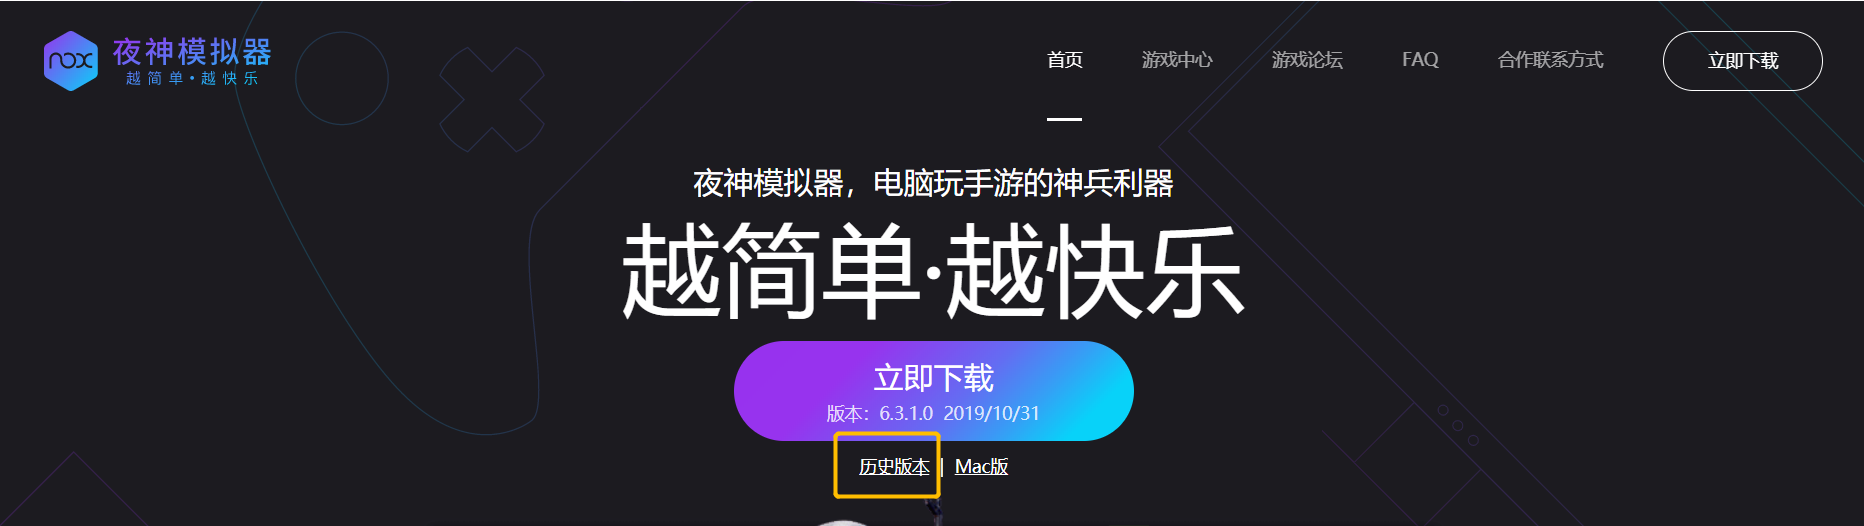 nox 夜神模拟器
越简单·越快乐
首页 游戏中心 游戏论坛 FAQ 合作联系方式 立即下载
夜神模拟器，电脑玩手游的神兵利器
越简单·越快乐
立即下载
版本：6.3.1.0 2019/10/31
历史版本 | Mac版